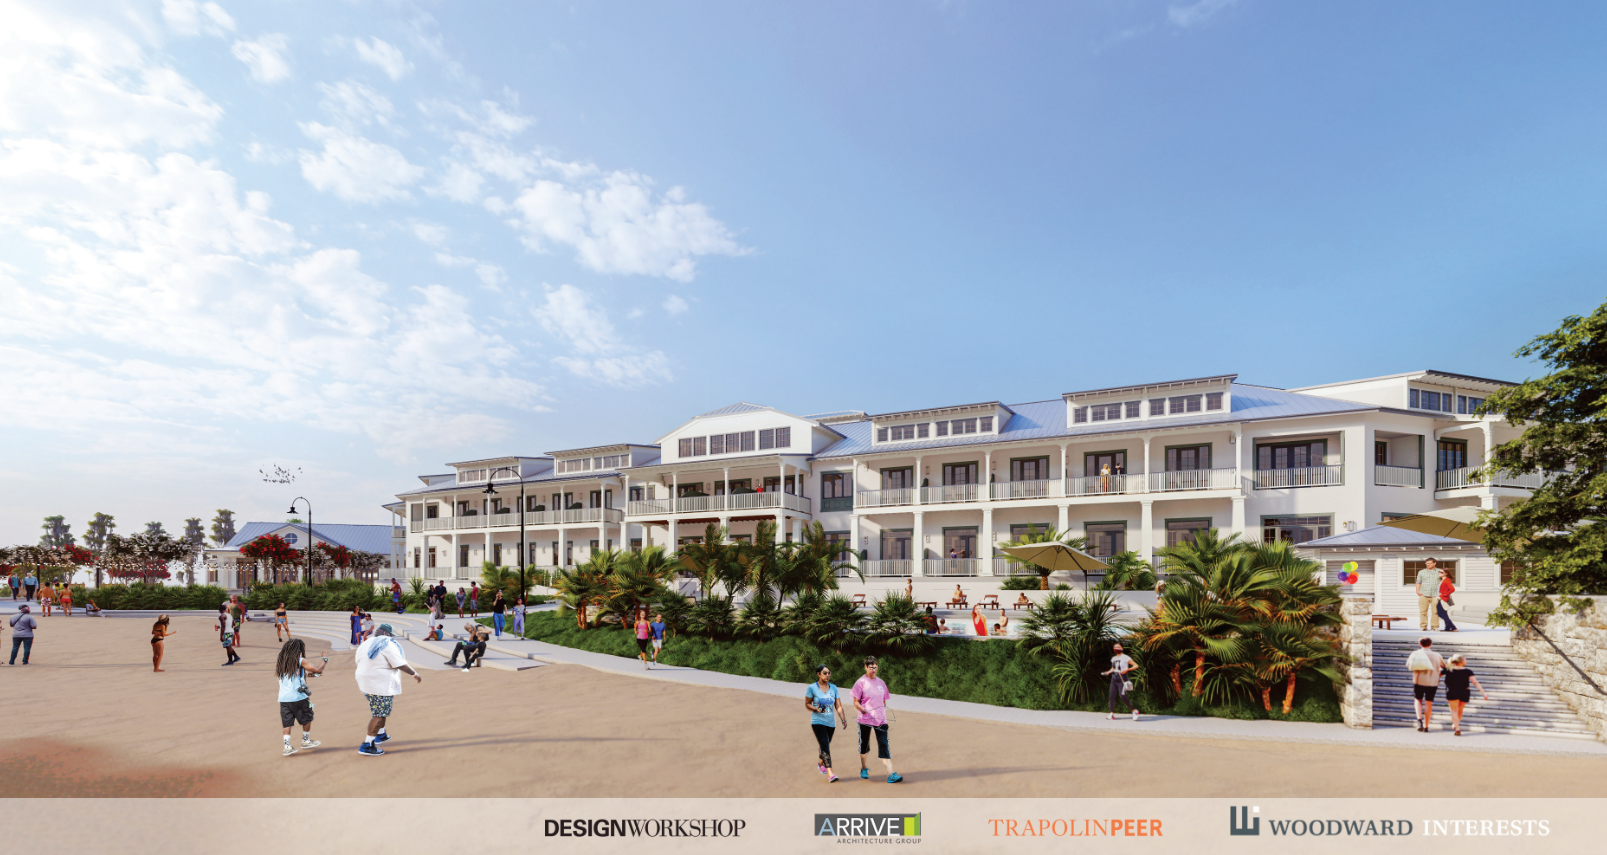 DESIGNWORKSHOP
ARRIVE
ARCHITECTURE GROUP
TRAPOLINPEER
WOODWARD INTERESTS